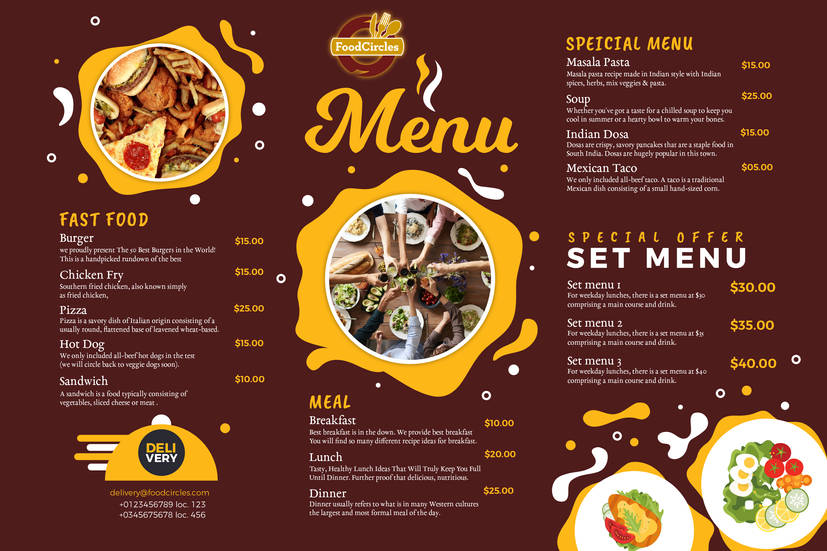 FAST FOOD
Burger
$15.00
we proudly present The 50 Best Burgers in the World!
This is a handpicked rundown of the best
Chicken Fry
$15.00
Southern fried chicken, also known simply
as fried chicken,
Pizza
$25.00
Pizza is a savory dish of Italian origin consisting of a
usually round, flattened base of leavened wheat-based.
Hot Dog
$15.00
We only included all-beef hot dogs in the test
(we will circle back to veggie dogs soon).
Sandwich
$10.00
A sandwich is a food typically consisting of
vegetables, sliced cheese or meat .
DELI
VERY
delivery@foodcircles.com
+0123456789 loc. 123
+0345675678 loc. 456
FoodCircles
Menu
MEAL
Breakfast
$10.00
Best breakfast is in the down. We provide best breakfast
You will find so many different recipe ideas for breakfast.
Lunch
$20.00
Tasty, Healthy Lunch Ideas That Will Truly Keep You Full
Until Dinner. Further proof that delicious, nutritious.
Dinner
$25.00
Dinner usually refers to what is in many Western cultures
the largest and most formal meal of the day.
SPEICIAL MENU
Masala Pasta
$15.00
Masala pasta recipe made in Indian style with Indian
spices, herbs, mix veggies & pasta.
Soup
$25.00
Whether you've got a taste for a chilled soup to keep you
cool in summer or a hearty bowl to warm your bones.
Indian Dosa
$15.00
Dosas are crispy, savory pancakes that are a staple food in
South India. Dosas are hugely popular in this town.
Mexican Taco
$05.00
We only included all-beef taco. A taco is a traditional
Mexican dish consisting of a small hand-sized corn.
SPECIAL OFFER
SET MENU
Set menu 1
$30.00
For weekday lunches, there is a set menu at $30
comprising a main course and drink.
Set menu 2
$35.00
For weekday lunches, there is a set menu at $35
comprising a main course and drink.
Set menu 3
$40.00
For weekday lunches, there is a set menu at $40
comprising a main course and drink.